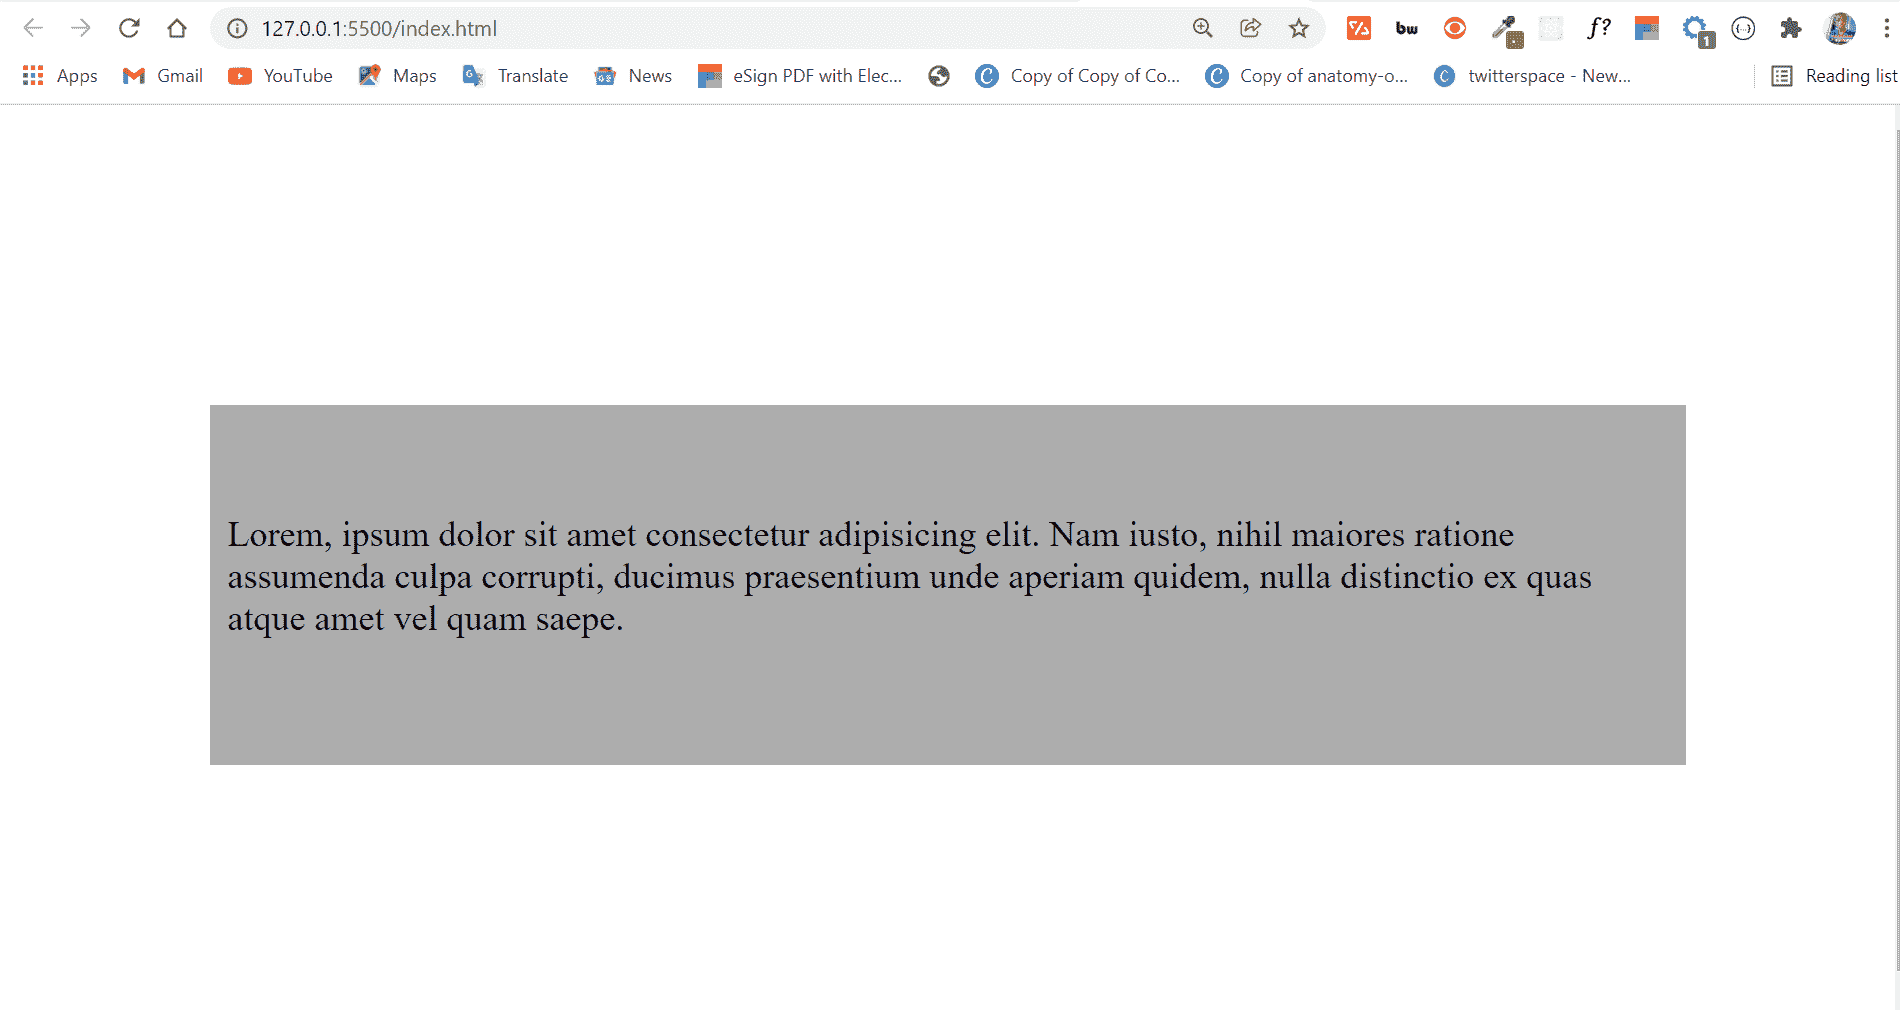 127.0.0.1:5500/index.html
bw
f?
1
Apps
Gmail
YouTube
Maps
Translate
News
eSign PDF with Elec...
Copy of Copy of Co...
Copy of anatomy-o...
twitterspace - New...
Reading list
Lorem, ipsum dolor sit amet consectetur adipisicing elit. Nam iusto, nihil maiores ratione
assumenda culpa corrupti, ducimus praesentium unde aperiam quidem, nulla distinctio ex quas
atque amet vel quam saepe.